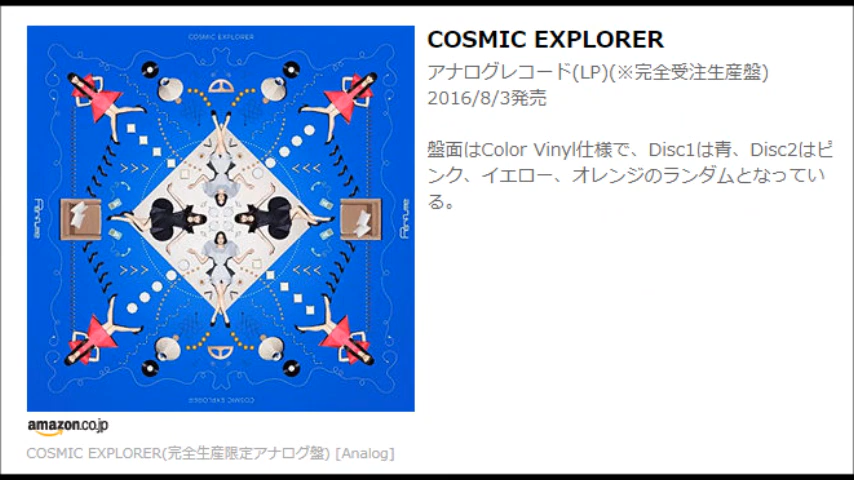 COSMIC EXPLORER
COSMIC EXPLORER
アナログレコード(LP)(※完全受注生産盤)
2016/8/3発売
盤面はColor Vinyl仕様で、Disc1は青、Disc2はピ
ンク、イエロー、オレンジのランダムとなってい
る。
Perfume
Perfume
COSMIC EXPLORER
amazon.co.jp
COSMIC EXPLORER(完全生産限定アナログ盤) [Analog]